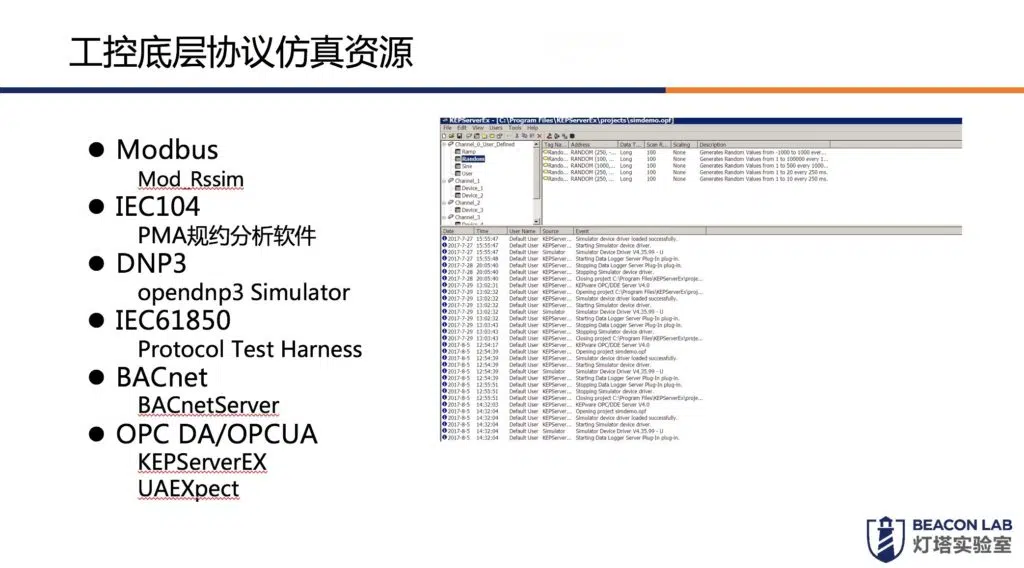 工控底层协议仿真资源
● Modbus
Mod_Rssim
● IEC104
PMA规约分析软件
● DNP3
opendnp3 Simulator
● IEC61850
Protocol Test Harness
● BACnet
BACnetServer
● OPC DA/OPCUA
KEPServerEX
UAEXpect
KEPServerEx - [C:\Program Files\KEPServerEx\projects\simdemo.opf]
File Edit View Users Tools Help
Channel_0_User_Defined
Ramp
Random
Sine
User
Channel_1
Device_1
Device_2
Channel_2
Device_3
Channel_3
Tag Na... Address Data T... Scan R... Scaling Description
Rando... RANDOM (250, -... Long 100 None Generates Random Values from -1000 to 1000 eve...
Rando... RANDOM (100, ... Long 100 None Generates Random Values from 1 to 100000 every 1...
Rando... RANDOM (1000,... Long 100 None Generates Random Values from 1 to 500 every 1000...
Rando... RANDOM (250, ... Long 100 None Generates Random Values from 1 to 20 every 250 ms.
Rando... RANDOM (250, ... Long 100 None Generates Random Values from 1 to 10 every 250 ms.
Date Time User Name Source Event
2017-7-27 15:55:47 Default User KEPServer... Simulator device driver loaded successfully.
2017-7-27 15:55:47 Default User KEPServer... Starting Simulator device driver.
2017-7-27 15:55:47 Default User Simulator Simulator Device Driver V4.35.99 - U
2017-7-27 15:55:48 Default User KEPServer... Starting Data Logger Server Plug-In plug-in.
2017-7-28 20:05:40 Default User KEPServer... Stopping Data Logger Server Plug-In plug-in.
2017-7-28 20:05:40 Default User KEPServer... Stopping Simulator device driver.
2017-7-28 20:05:40 Default User KEPServer... Closing project C:\Program Files\KEPServerEx\proje...
2017-7-29 13:02:31 Default User KEPServer... KEPware OPC/DDE Server V4.0
2017-7-29 13:02:32 Default User KEPServer... Opening project C:\Program Files\KEPServerEx\proje...
2017-7-29 13:02:32 Default User KEPServer... Simulator device driver loaded successfully.
2017-7-29 13:02:32 Default User KEPServer... Starting Simulator device driver.
2017-7-29 13:02:32 Default User Simulator Simulator Device Driver V4.35.99 - U
2017-7-29 13:02:32 Default User KEPServer... Starting Data Logger Server Plug-In plug-in.
2017-7-29 13:03:43 Default User KEPServer... Stopping Data Logger Server Plug-In plug-in.
2017-7-29 13:03:43 Default User KEPServer... Stopping Simulator device driver.
2017-7-29 13:03:43 Default User KEPServer... Closing project C:\Program Files\KEPServerEx\proje...
2017-8-5 12:54:17 Default User KEPServer... KEPware OPC/DDE Server V4.0
2017-8-5 12:54:39 Default User KEPServer... Opening project simdemo.opf
2017-8-5 12:54:39 Default User KEPServer... Simulator device driver loaded successfully.
2017-8-5 12:54:39 Default User KEPServer... Starting Simulator device driver.
2017-8-5 12:54:39 Default User Simulator Simulator Device Driver V4.35.99 - U
2017-8-5 12:54:39 Default User KEPServer... Starting Data Logger Server Plug-In plug-in.
2017-8-5 12:55:51 Default User KEPServer... Stopping Data Logger Server Plug-In plug-in.
2017-8-5 12:55:51 Default User KEPServer... Stopping Simulator device driver.
2017-8-5 12:55:51 Default User KEPServer... Closing project C:\Program Files\KEPServerEx\proje...
2017-8-5 14:32:03 Default User KEPServer... KEPware OPC/DDE Server V4.0
2017-8-5 14:32:04 Default User KEPServer... Opening project simdemo.opf
2017-8-5 14:32:04 Default User KEPServer... Simulator device driver loaded successfully.
2017-8-5 14:32:04 Default User KEPServer... Starting Simulator device driver.
2017-8-5 14:32:04 Default User Simulator Simulator Device Driver V4.35.99 - U
2017-8-5 14:32:04 Default User KEPServer... Starting Data Logger Server Plug-In plug-in.
BEACON LAB
灯塔实验室